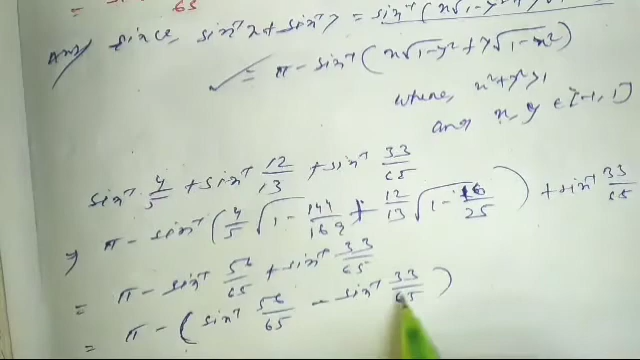 = 65
Ans) since, sin⁻¹x + sin⁻¹y = sin⁻¹(x√1-y²
= π - sin⁻¹(x√1-y² + y√1-x²)
where, x²+y²>1
and x, y ∈ [-1, 1]
sin⁻¹ 4/5 + sin⁻¹ 12/13 + sin⁻¹ 33/65
⇒ π - sin⁻¹(4/5 √1 - 144/169 + 12/13 √1 - 16/25) + sin⁻¹ 33/65
= π - sin⁻¹ 56/65 + sin⁻¹ 33/65
= π - (sin⁻¹ 56/65 - sin⁻¹ 33/65)